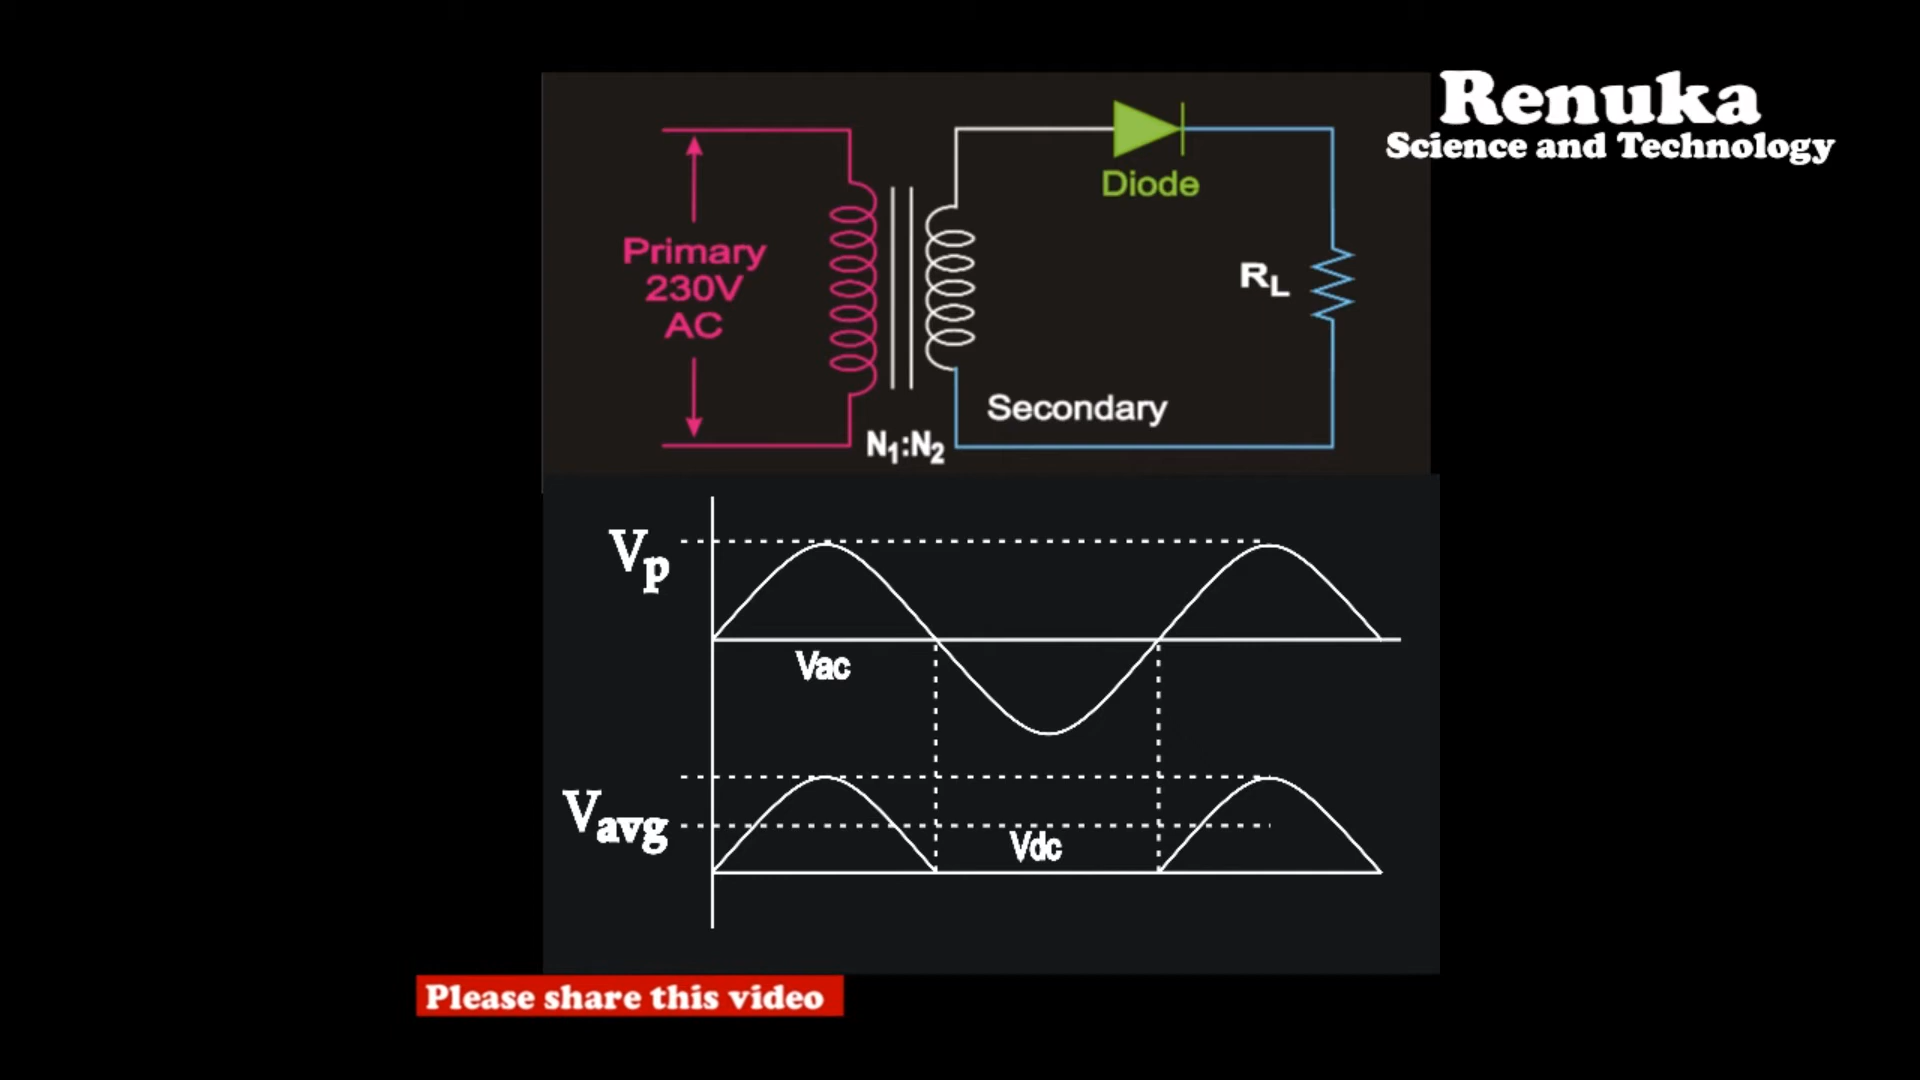 Renuka
Science and Technology
Diode
Primary
230V
AC
RL
Secondary
N1:N2
Vp
Vac
Vavg
Vdc
Please share this video